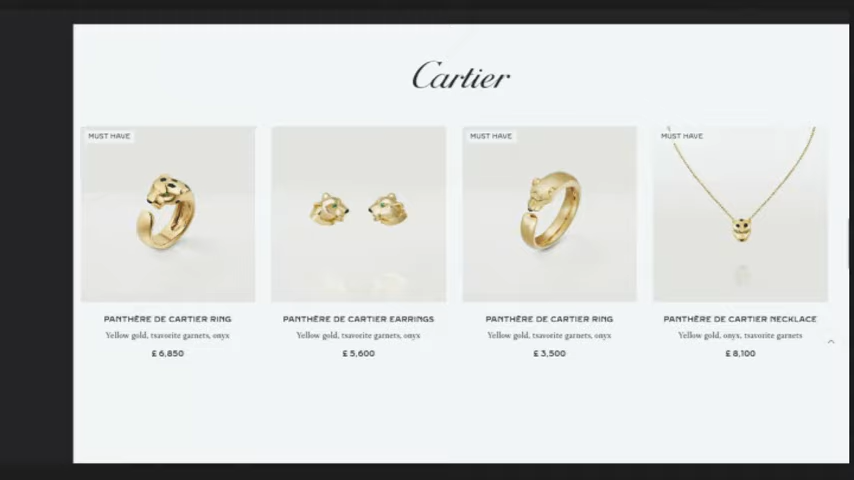 Cartier
MUST HAVE
MUST HAVE
MUST HAVE
PANTHÈRE DE CARTIER RING
Yellow gold, tsavorite garnets, onyx
£ 6,850
PANTHÈRE DE CARTIER EARRINGS
Yellow gold, tsavorite garnets, onyx
£ 5,600
PANTHÈRE DE CARTIER RING
Yellow gold, tsavorite garnets, onyx
£ 3,500
PANTHÈRE DE CARTIER NECKLACE
Yellow gold, onyx, tsavorite garnets
£ 8,100